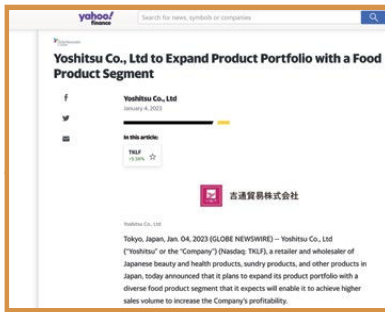 yahoo!
finance
Search for news, symbols or companies
Yoshitsu Co., Ltd to Expand Product Portfolio with a Food
Product Segment
Yoshitsu Co., Ltd
January 4, 2023
In this article:
TKLF
吉通貿易株式会社
Yoshitsu Co., Ltd
Tokyo, Japan, Jan. 04, 2023 (GLOBE NEWSWIRE) -- Yoshitsu Co., Ltd
("Yoshitsu" or the "Company") (Nasdaq: TKLF), a retailer and wholesaler of
Japanese beauty and health products, sundry products, and other products in
Japan, today announced that it plans to expand its product portfolio with a
diverse food product segment that it expects will enable it to achieve higher
sales volume to increase the Company's profitability.